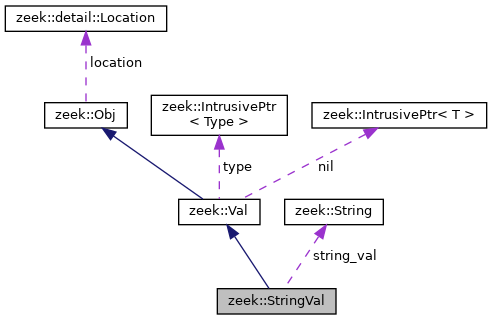 zeek::detail::Location
location
zeek::Obj
zeek::IntrusivePtr
< Type >
zeek::IntrusivePtr< T >
type
nil
zeek::Val
zeek::String
string_val
zeek::StringVal